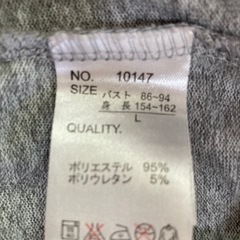 NO. 10147
SIZE バスト 86-94
身長 154-162
L
QUALITY.
ポリエステル 95%
ポリウレタン 5%